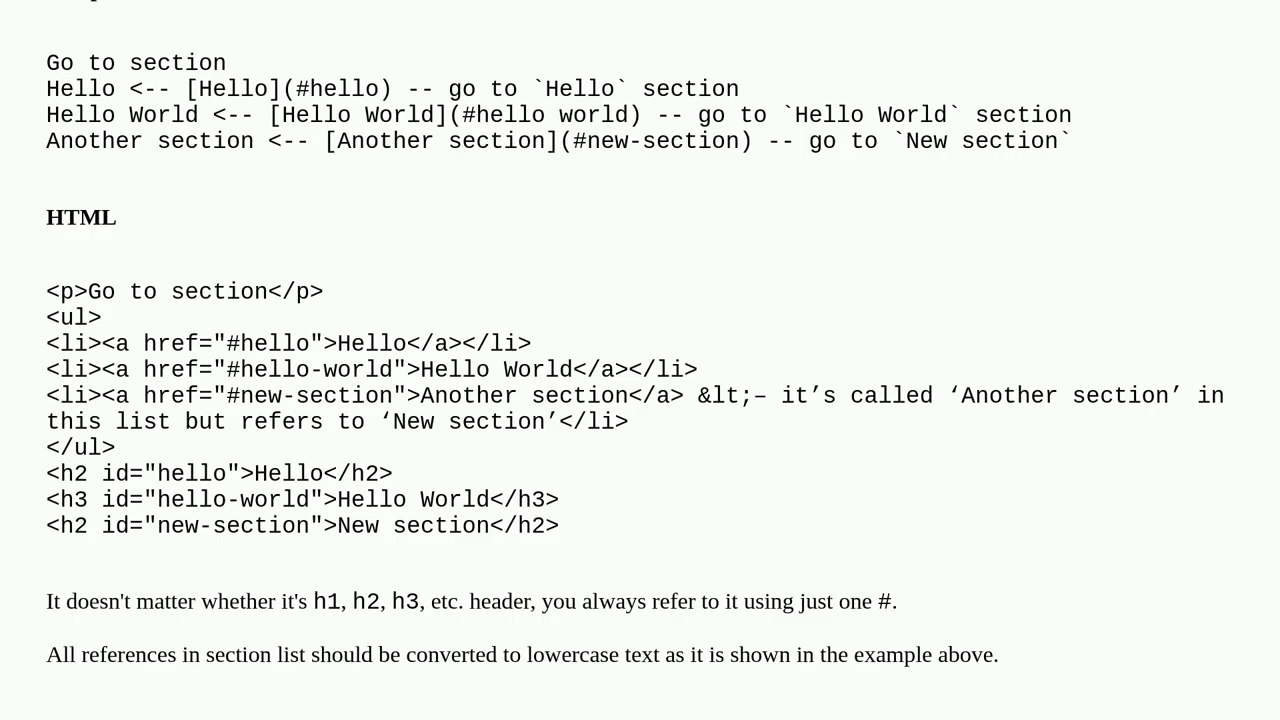 Go to section
Hello <-- [Hello](#hello) -- go to `Hello` section
Hello World <-- [Hello World](#hello world) -- go to `Hello World` section
Another section <-- [Another section](#new-section) -- go to `New section`
HTML
<p>Go to section</p>
<ul>
<li><a href="#hello">Hello</a></li>
<li><a href="#hello-world">Hello World</a></li>
<li><a href="#new-section">Another section</a> &lt;– it’s called ‘Another section’ in
this list but refers to ‘New section’</li>
</ul>
<h2 id="hello">Hello</h2>
<h3 id="hello-world">Hello World</h3>
<h2 id="new-section">New section</h2>
It doesn't matter whether it's h1, h2, h3, etc. header, you always refer to it using just one #.
All references in section list should be converted to lowercase text as it is shown in the example above.